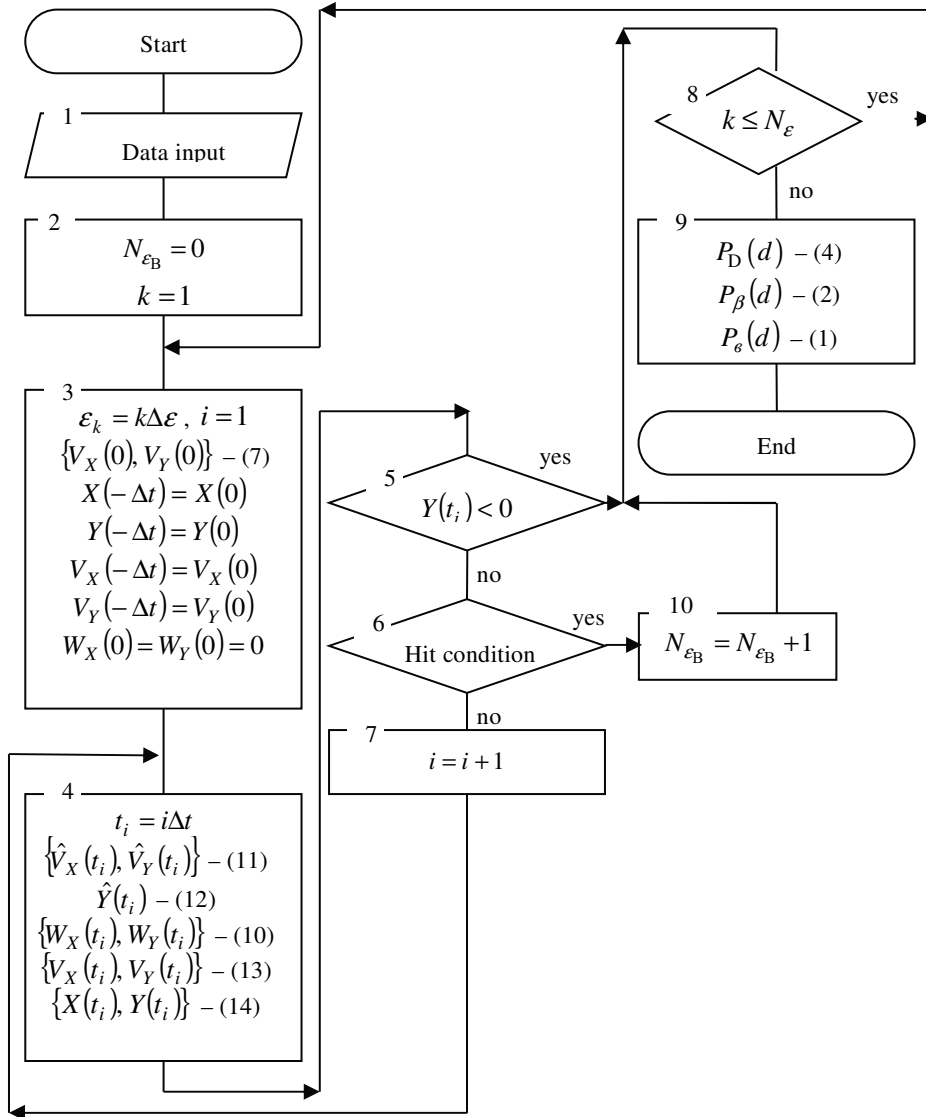 Start
1
Data input
2
N_{ε_B} = 0
k = 1
3
ε_k = kΔε , i = 1
{V_X(0), V_Y(0)} – (7)
X(−Δt) = X(0)
Y(−Δt) = Y(0)
V_X(−Δt) = V_X(0)
V_Y(−Δt) = V_Y(0)
W_X(0) = W_Y(0) = 0
4
t_i = iΔt
{V̂_X(t_i), V̂_Y(t_i)} – (11)
Ŷ(t_i) – (12)
{W_X(t_i), W_Y(t_i)} – (10)
{V_X(t_i), V_Y(t_i)} – (13)
{X(t_i), Y(t_i)} – (14)
5
yes
Y(t_i) < 0
no
6
yes
Hit condition
no
7
i = i + 1
8
yes
k ≤ N_ε
no
9
P_D(d) – (4)
P_β(d) – (2)
P_в(d) – (1)
End
10
N_{ε_B} = N_{ε_B} + 1